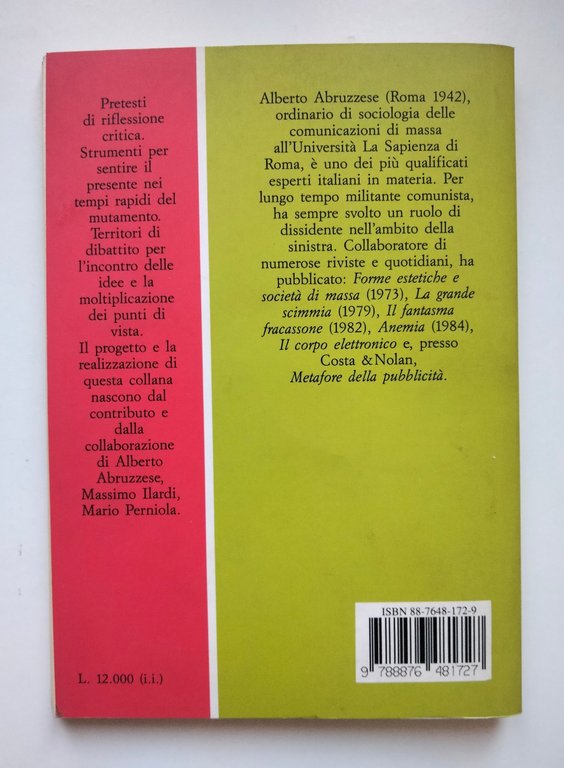 Pretesti
di riflessione
critica.
Strumenti per
sentire il
presente nei
tempi rapidi del
mutamento.
Territori di
dibattito per
l'incontro delle
idee e la
moltiplicazione
dei punti di
vista.
Il progetto e la
realizzazione di
questa collana
nascono dal
contributo e
dalla
collaborazione
di Alberto
Abruzzese,
Massimo Ilardi,
Mario Perniola.
L. 12.000 (i.i.)
Alberto Abruzzese (Roma 1942),
ordinario di sociologia delle
comunicazioni di massa
all'Università La Sapienza di
Roma, è uno dei più qualificati
esperti italiani in materia. Per
lungo tempo militante comunista,
ha sempre svolto un ruolo di
dissidente nell'ambito della
sinistra. Collaboratore di
numerose riviste e quotidiani, ha
pubblicato: Forme estetiche e
società di massa (1973), La grande
scimmia (1979), Il fantasma
fracassone (1982), Anemia (1984),
Il corpo elettronico e, presso
Costa & Nolan,
Metafore della pubblicità.
ISBN 88-7648-172-9
9 788876 481727